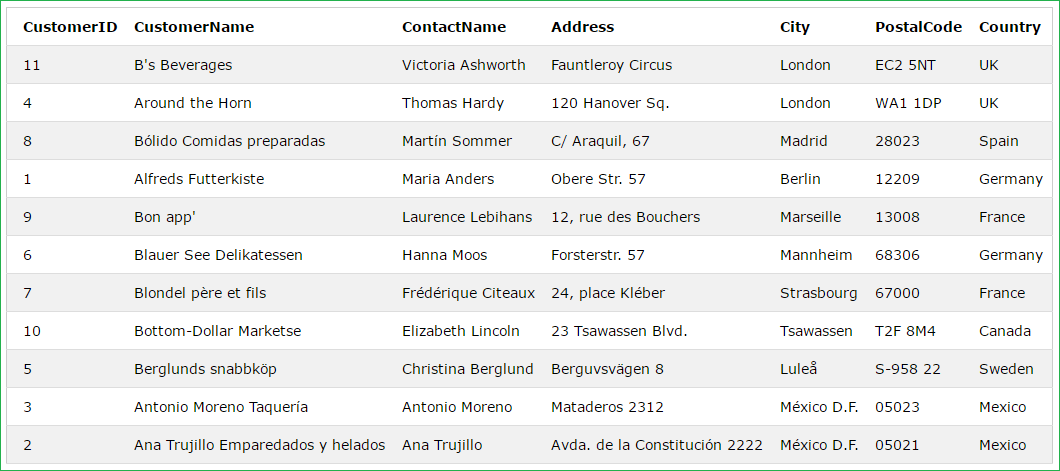 CustomerID CustomerName ContactName Address City PostalCode Country
11 B's Beverages Victoria Ashworth Fauntleroy Circus London EC2 5NT UK
4 Around the Horn Thomas Hardy 120 Hanover Sq. London WA1 1DP UK
8 Bólido Comidas preparadas Martín Sommer C/ Araquil, 67 Madrid 28023 Spain
1 Alfreds Futterkiste Maria Anders Obere Str. 57 Berlin 12209 Germany
9 Bon app' Laurence Lebihans 12, rue des Bouchers Marseille 13008 France
6 Blauer See Delikatessen Hanna Moos Forsterstr. 57 Mannheim 68306 Germany
7 Blondel père et fils Frédérique Citeaux 24, place Kléber Strasbourg 67000 France
10 Bottom-Dollar Marketse Elizabeth Lincoln 23 Tsawassen Blvd. Tsawassen T2F 8M4 Canada
5 Berglunds snabbköp Christina Berglund Berguvsvägen 8 Luleå S-958 22 Sweden
3 Antonio Moreno Taquería Antonio Moreno Mataderos 2312 México D.F. 05023 Mexico
2 Ana Trujillo Emparedados y helados Ana Trujillo Avda. de la Constitución 2222 México D.F. 05021 Mexico